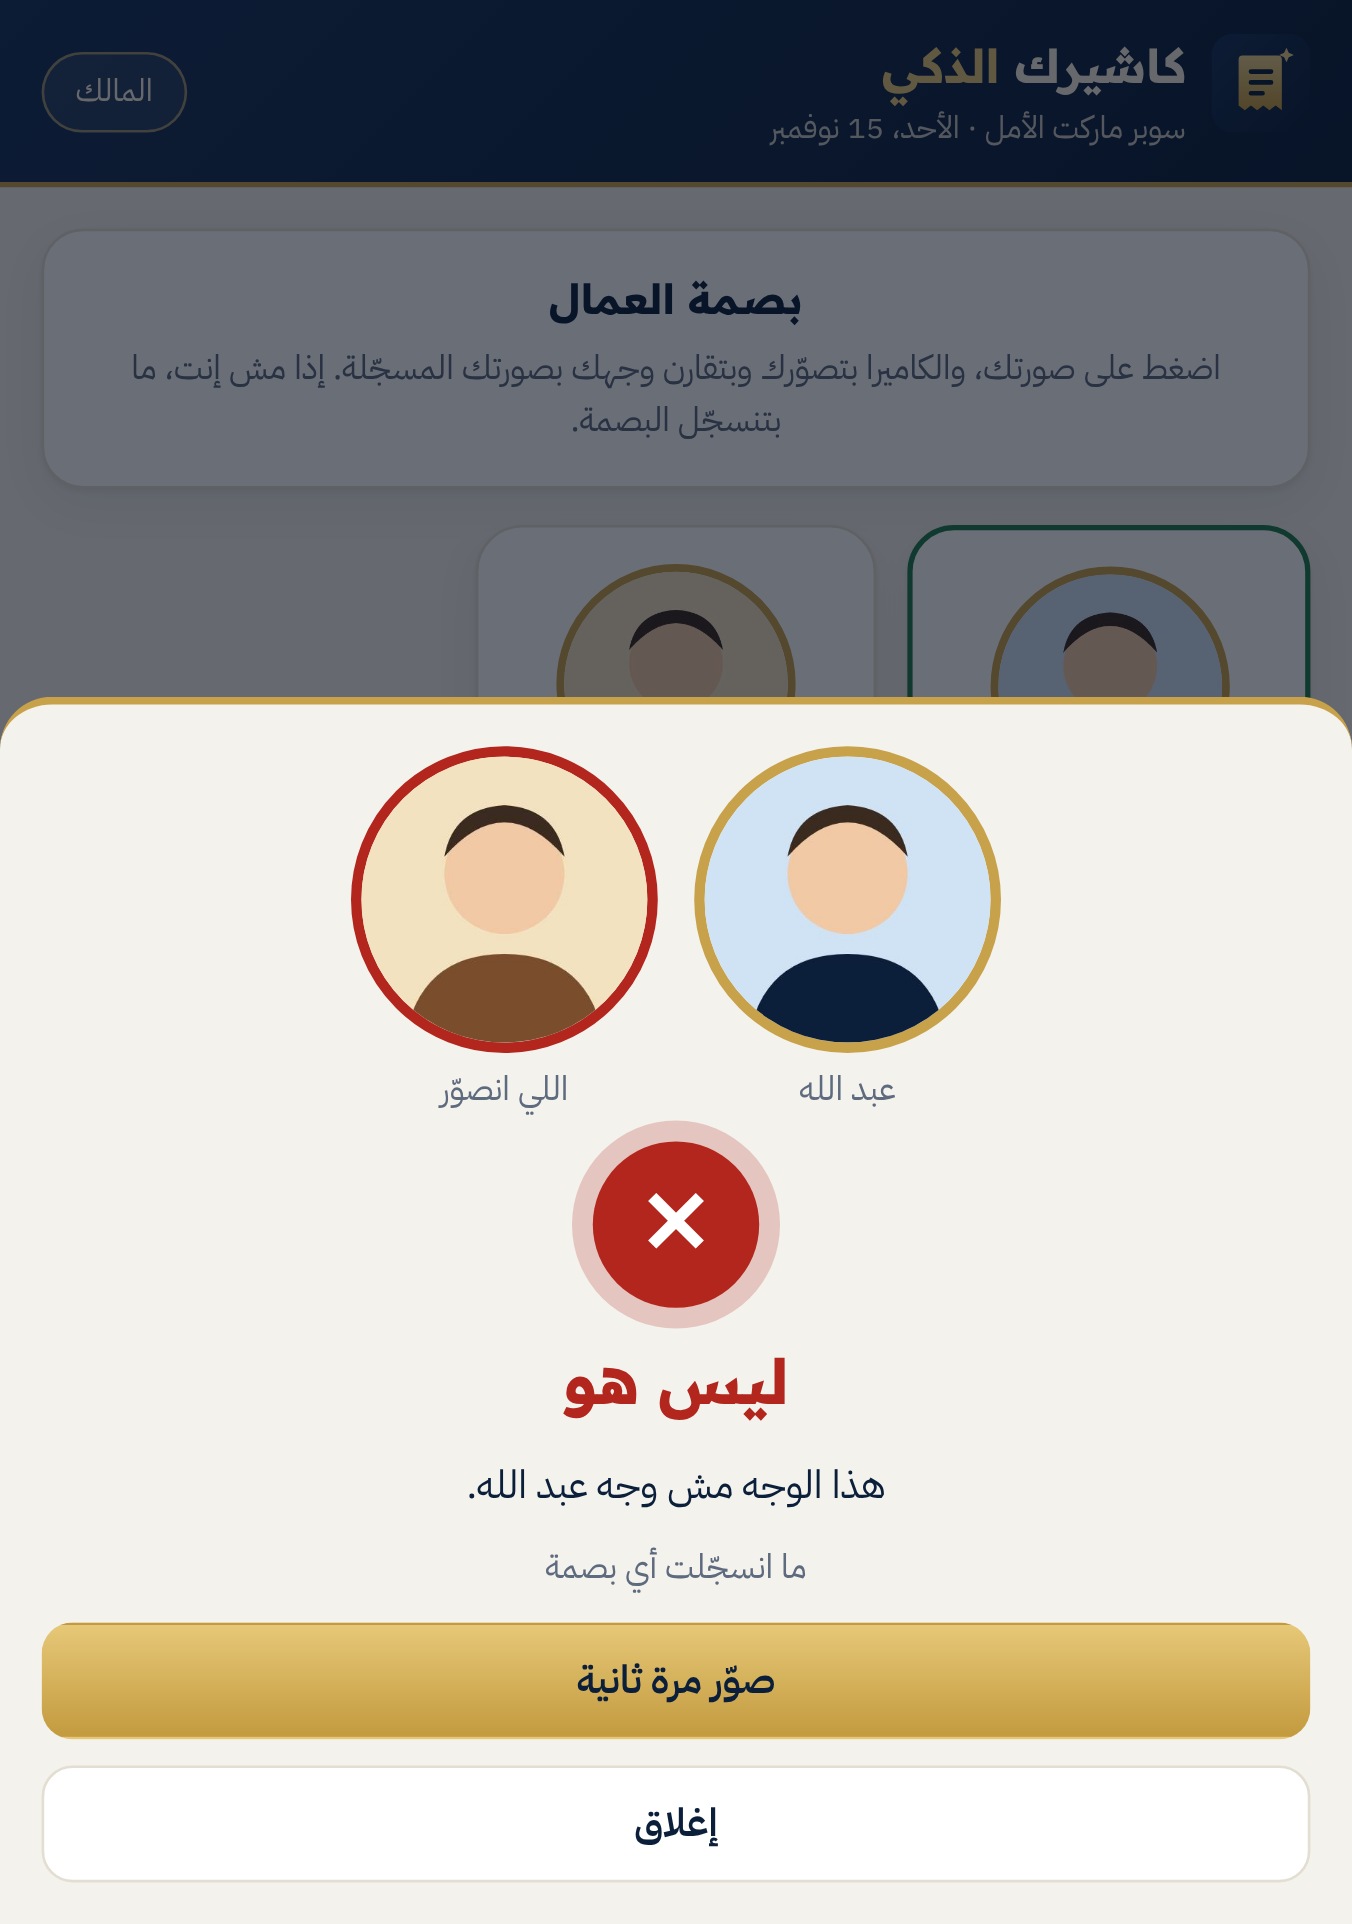 كاشيرك الذكي
سوبر ماركت الأمل · الأحد، 15 نوفمبر
المالك
بصمة العمال
اضغط على صورتك، والكاميرا بتصوّرك وبتقارن وجهك بصورتك المسجّلة. إذا مش إنت، ما
بتنسجّل البصمة.
عبد الله
اللي انصوّر
ليس هو
هذا الوجه مش وجه عبد الله.
ما انسجّلت أي بصمة
صوّر مرة ثانية
إغلاق